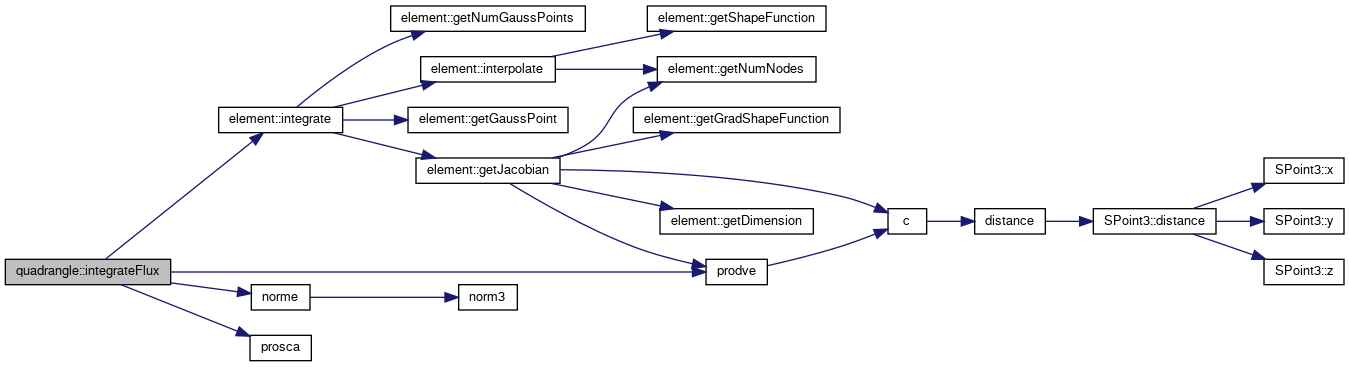 element::getNumGaussPoints
element::getShapeFunction
element::interpolate
element::getNumNodes
element::integrate
element::getGaussPoint
element::getGradShapeFunction
element::getJacobian
SPoint3::x
element::getDimension
c
distance
SPoint3::distance
SPoint3::y
quadrangle::integrateFlux
prodve
SPoint3::z
norme
norm3
prosca